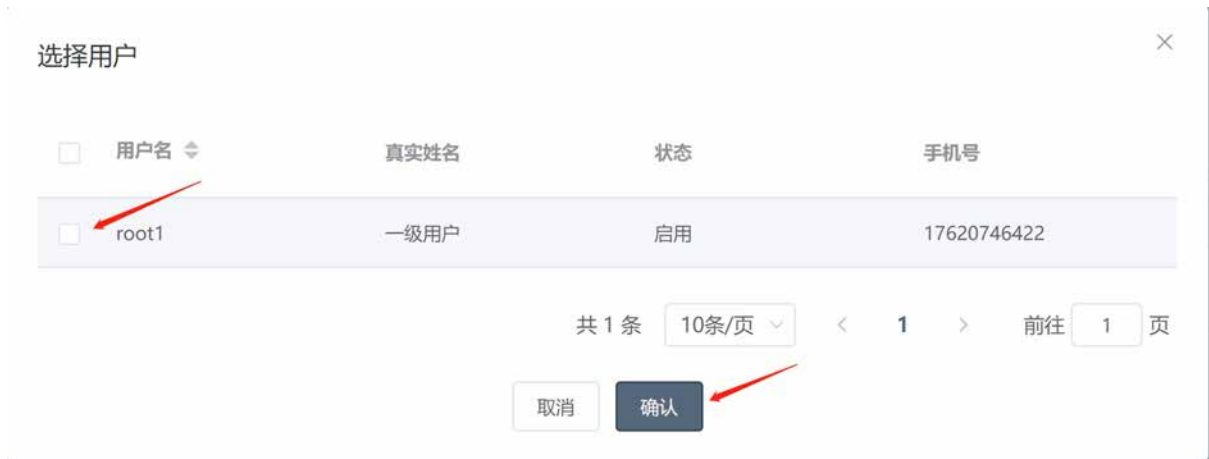 选择用户
用户名 真实姓名 状态 手机号
root1 一级用户 启用 17620746422
共 1 条 10条/页 1 前往 1 页
取消 确认